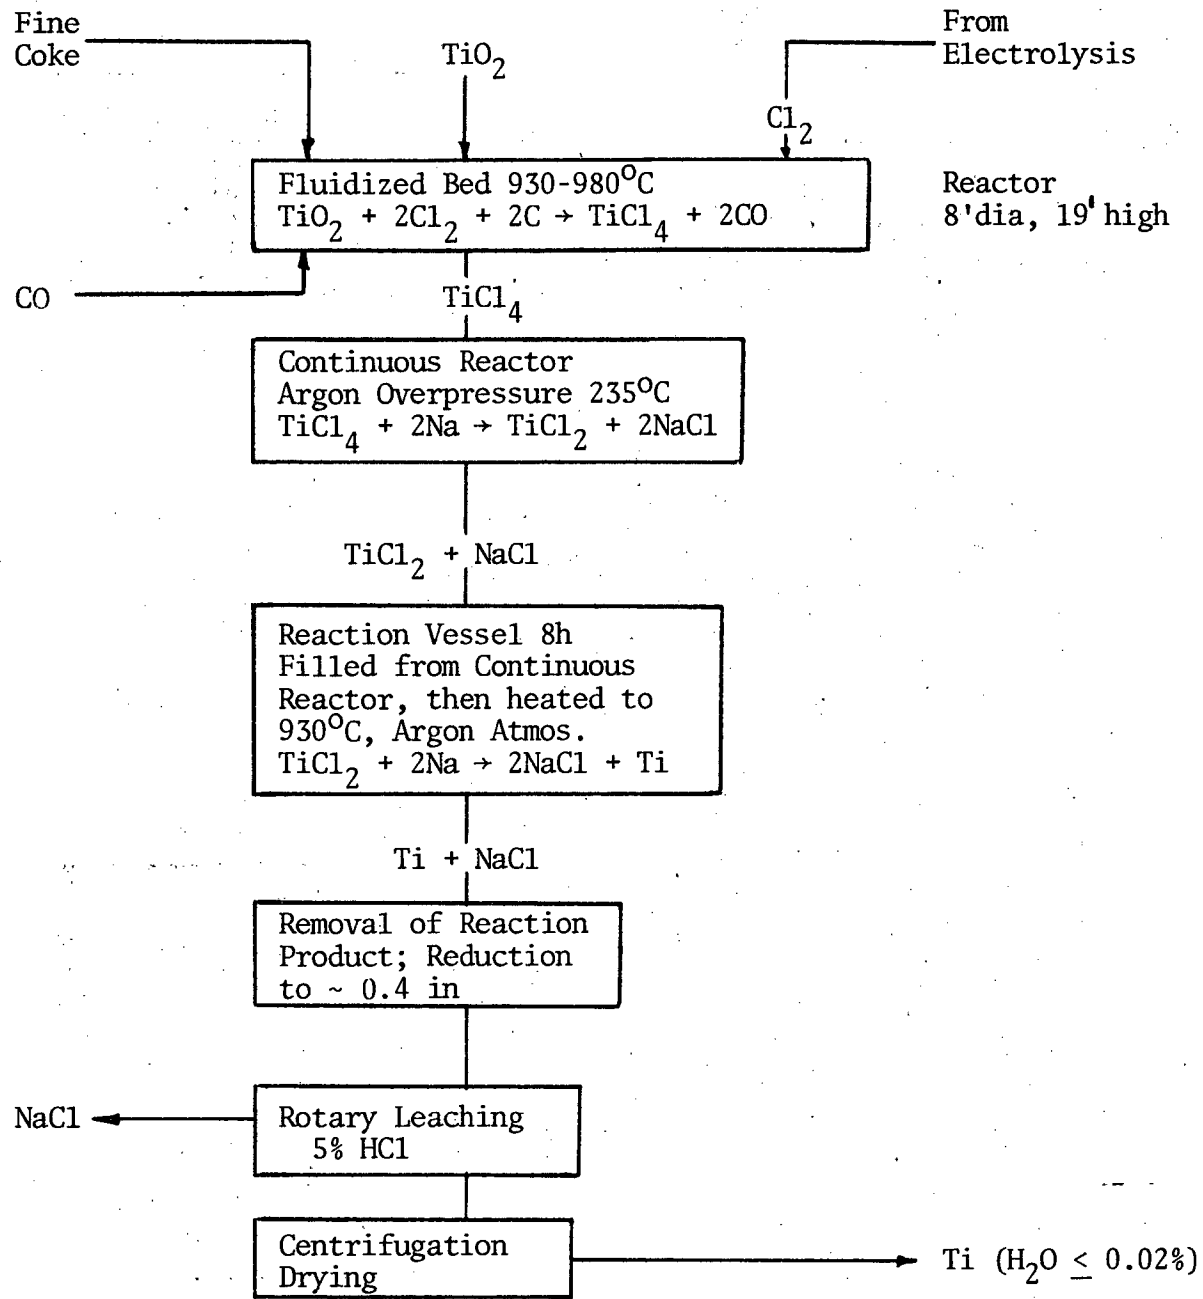 Fine
Coke
TiO2
From
Electrolysis
Cl2
Fluidized Bed 930-980°C
TiO2 + 2Cl2 + 2C → TiCl4 + 2CO
Reactor
8'dia, 19' high
CO
TiCl4
Continuous Reactor
Argon Overpressure 235°C
TiCl4 + 2Na → TiCl2 + 2NaCl
TiCl2 + NaCl
Reaction Vessel 8h
Filled from Continuous
Reactor, then heated to
930°C, Argon Atmos.
TiCl2 + 2Na → 2NaCl + Ti
Ti + NaCl
Removal of Reaction
Product; Reduction
to ~ 0.4 in
NaCl
Rotary Leaching
5% HCl
Centrifugation
Drying
Ti (H2O ≤ 0.02%)